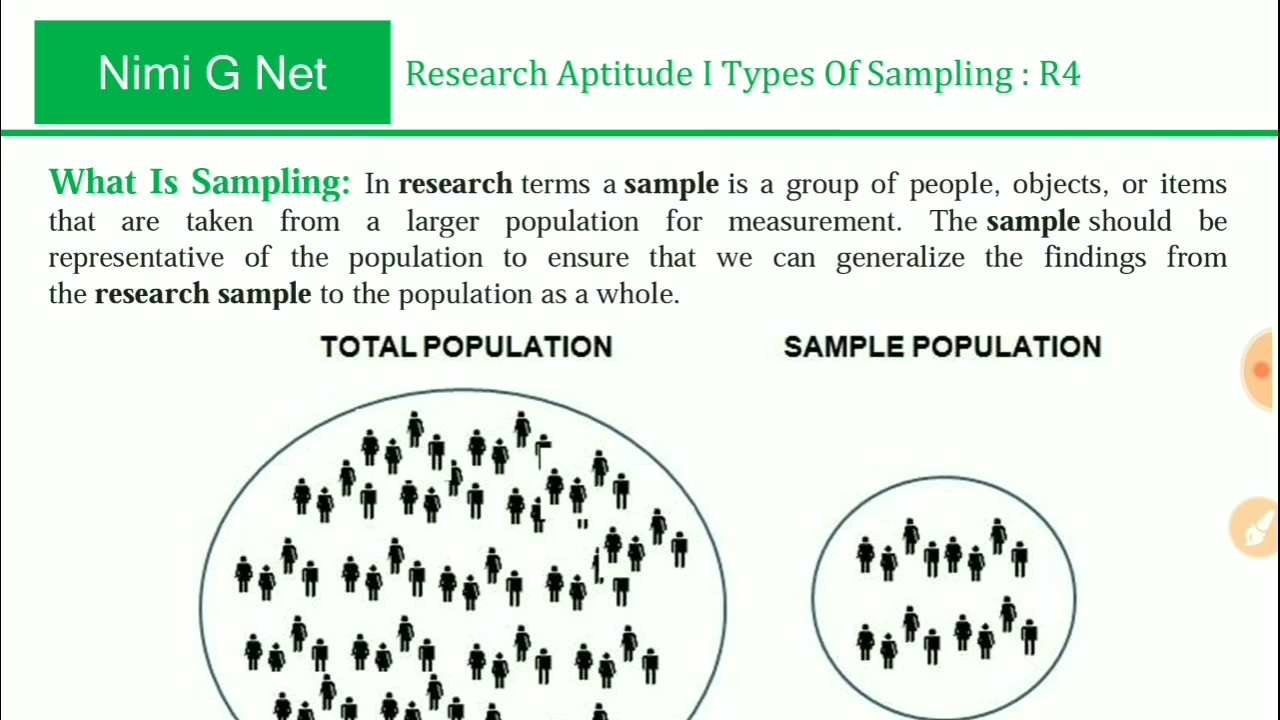 Nimi G Net
Research Aptitude I Types Of Sampling : R4
What Is Sampling: In research terms a sample is a group of people, objects, or items
that are taken from a larger population for measurement. The sample should be
representative of the population to ensure that we can generalize the findings from
the research sample to the population as a whole.
TOTAL POPULATION
SAMPLE POPULATION